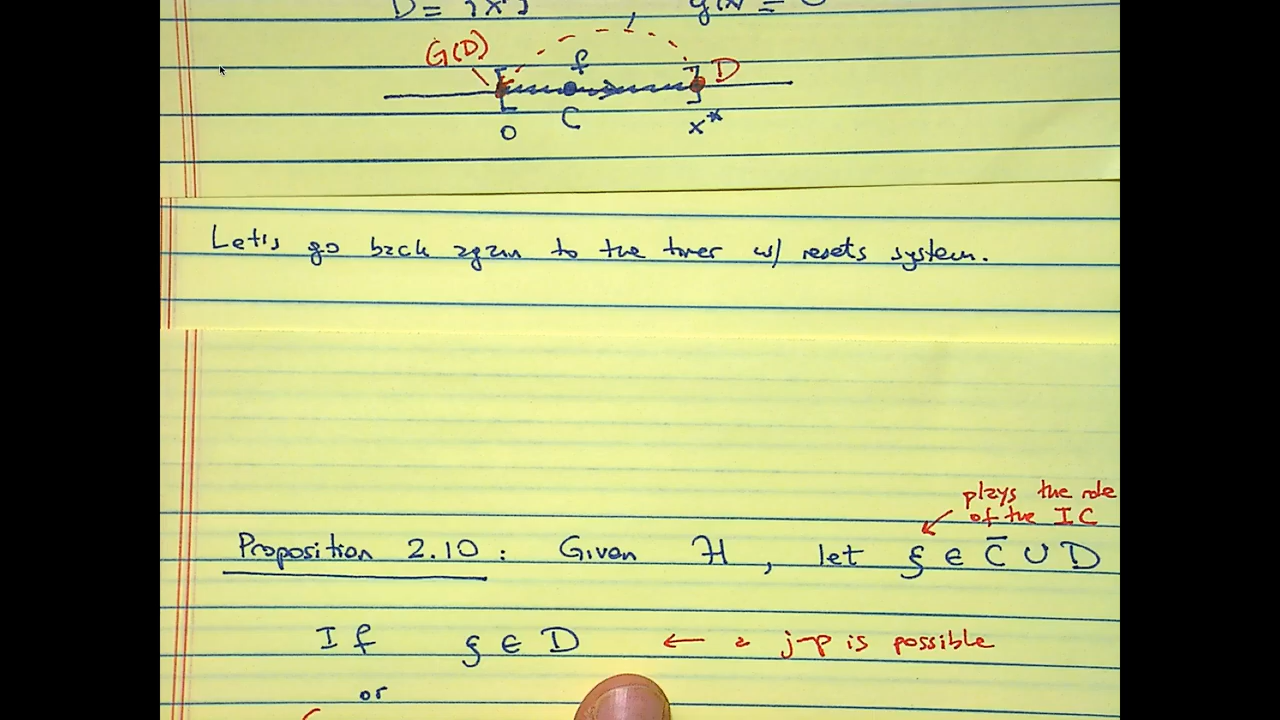 D = {x*}
G(D)
f
D
0
C
x*
Let's go back again to the timer w/ resets system.
plays the role
of the IC
Proposition 2.10 : Given H , let ξ ∈ C̄ ∪ D
If ξ ∈ D ← a jump is possible
or